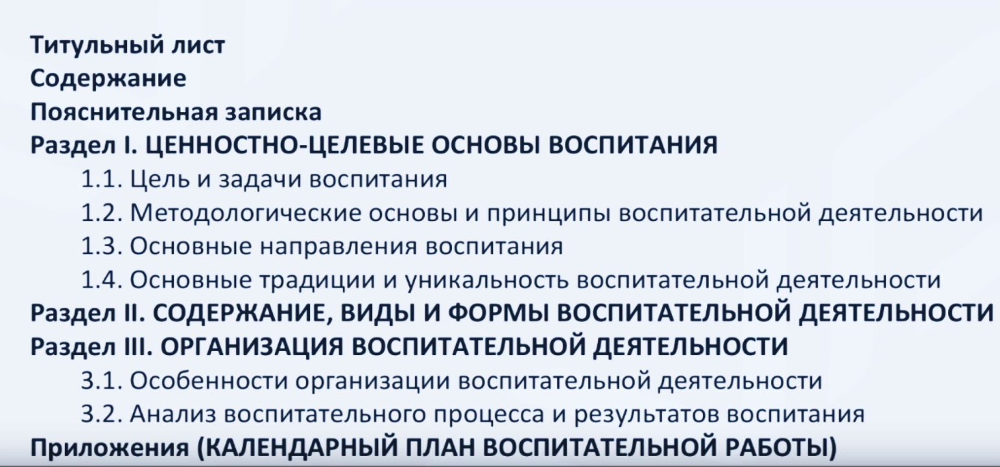 Титульный лист
Содержание
Пояснительная записка
Раздел I. ЦЕННОСТНО-ЦЕЛЕВЫЕ ОСНОВЫ ВОСПИТАНИЯ
1.1. Цель и задачи воспитания
1.2. Методологические основы и принципы воспитательной деятельности
1.3. Основные направления воспитания
1.4. Основные традиции и уникальность воспитательной деятельности
Раздел II. СОДЕРЖАНИЕ, ВИДЫ И ФОРМЫ ВОСПИТАТЕЛЬНОЙ ДЕЯТЕЛЬНОСТИ
Раздел III. ОРГАНИЗАЦИЯ ВОСПИТАТЕЛЬНОЙ ДЕЯТЕЛЬНОСТИ
3.1. Особенности организации воспитательной деятельности
3.2. Анализ воспитательного процесса и результатов воспитания
Приложения (КАЛЕНДАРНЫЙ ПЛАН ВОСПИТАТЕЛЬНОЙ РАБОТЫ)